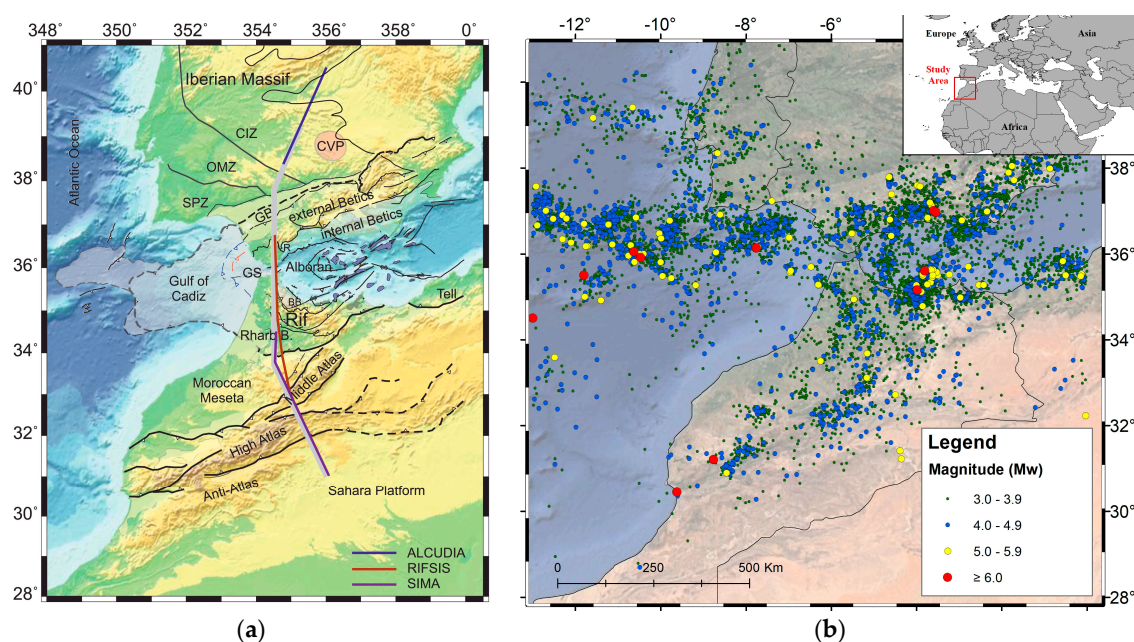 348°
350°
352°
354°
356°
358°
0°
40°
38°
36°
34°
32°
30°
28°
Atlantic Ocean
Iberian Massif
CIZ
CVP
OMZ
SPZ
GB
external Betics
internal Betics
Gulf of
Cadiz
GS
Alboran
Tell
BB
Rif
Rharb B.
Moroccan
Meseta
Middle Atlas
High Atlas
Anti-Atlas
Sahara Platform
ALCUDIA
RIFSIS
SIMA
(a)
-12
-10
-8
-6
-4
Europe
Asia
Study
Area
Africa
38°
36°
34°
32°
30°
28°
0
250
500 Km
Legend
Magnitude (Mw)
3.0 - 3.9
4.0 - 4.9
5.0 - 5.9
≥ 6.0
(b)